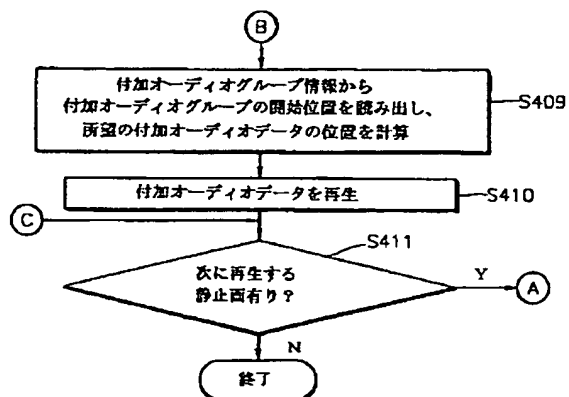 B
付加オーディオグループ情報から
付加オーディオグループの開始位置を読み出し、
所望の付加オーディオデータの位置を計算
S409
付加オーディオデータを再生
S410
C
S411
次に再生する
静止画有り?
Y
A
N
終了